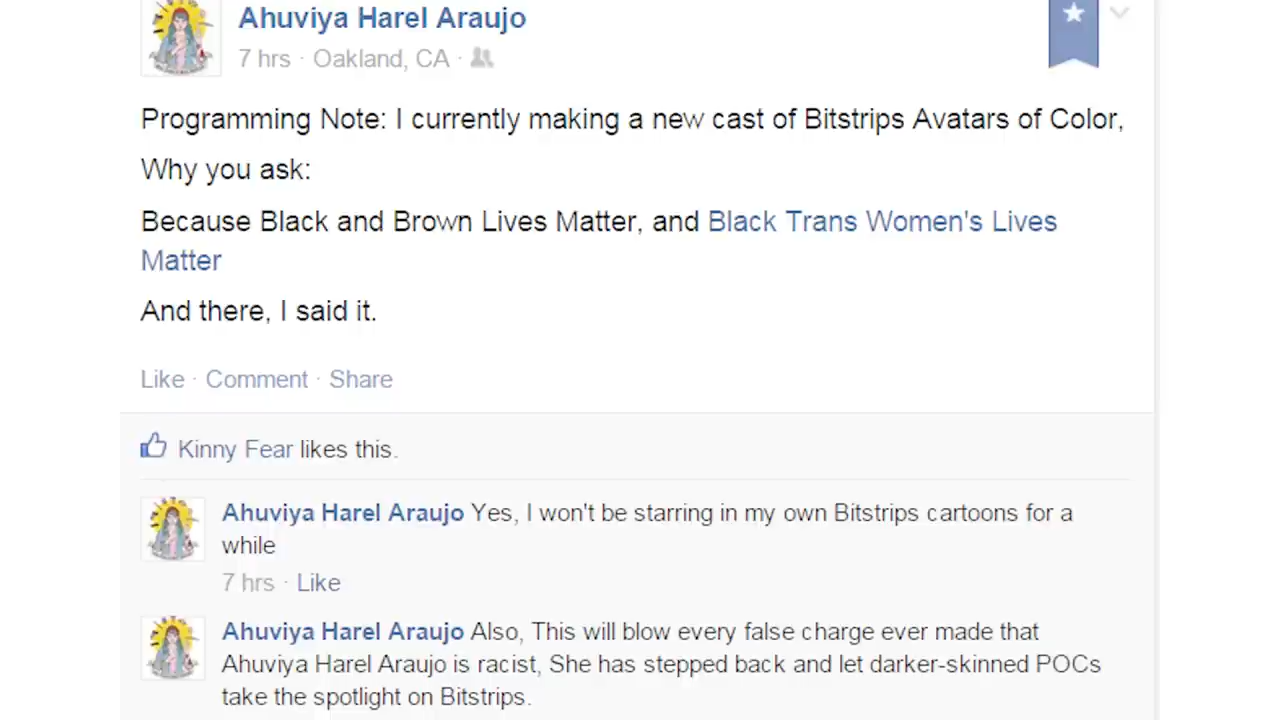 Ahuviya Harel Araujo
7 hrs · Oakland, CA ·
Programming Note: I currently making a new cast of Bitstrips Avatars of Color,
Why you ask:
Because Black and Brown Lives Matter, and Black Trans Women's Lives
Matter
And there, I said it.
Like · Comment · Share
Kinny Fear likes this.
Ahuviya Harel Araujo Yes, I won't be starring in my own Bitstrips cartoons for a
while
7 hrs · Like
Ahuviya Harel Araujo Also, This will blow every false charge ever made that
Ahuviya Harel Araujo is racist, She has stepped back and let darker-skinned POCs
take the spotlight on Bitstrips.